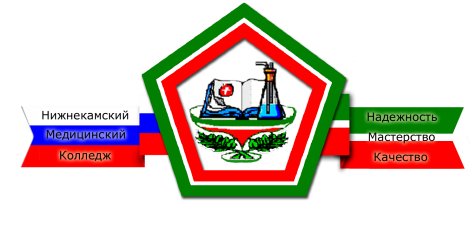 Нижнекамский
Медицинский
Колледж
Надежность
Мастерство
Качество